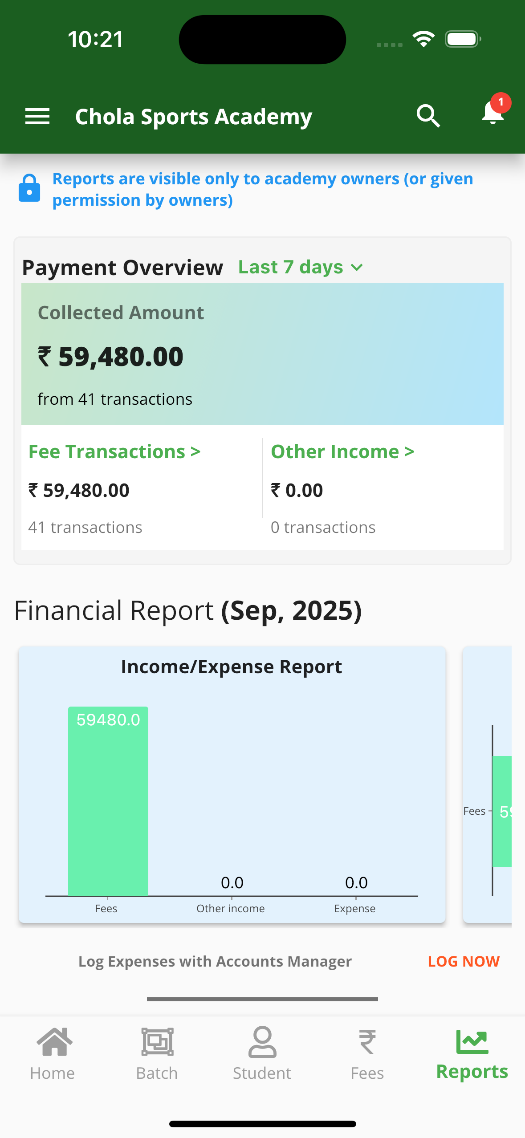 10:21
Chola Sports Academy
1
Reports are visible only to academy owners (or given
permission by owners)
Payment Overview Last 7 days
Collected Amount
₹ 59,480.00
from 41 transactions
Fee Transactions > Other Income >
₹ 59,480.00 ₹ 0.00
41 transactions 0 transactions
Financial Report (Sep, 2025)
Income/Expense Report
59480.0
0.0 0.0
Fees Other income Expense
Fees 59
Log Expenses with Accounts Manager LOG NOW
Home Batch Student Fees Reports